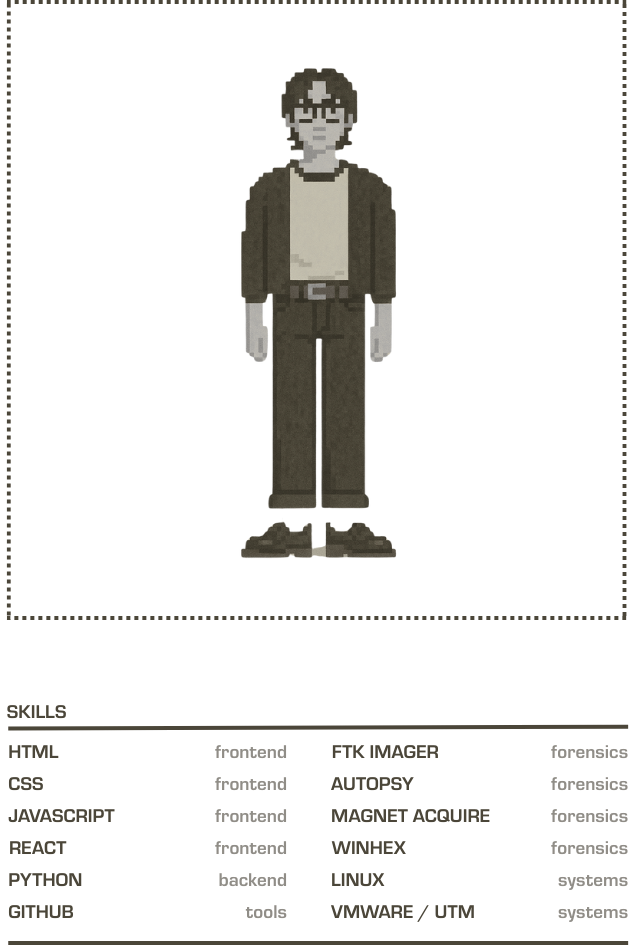 SKILLS
HTML frontend FTK IMAGER forensics
CSS frontend AUTOPSY forensics
JAVASCRIPT frontend MAGNET ACQUIRE forensics
REACT frontend WINHEX forensics
PYTHON backend LINUX systems
GITHUB tools VMWARE / UTM systems